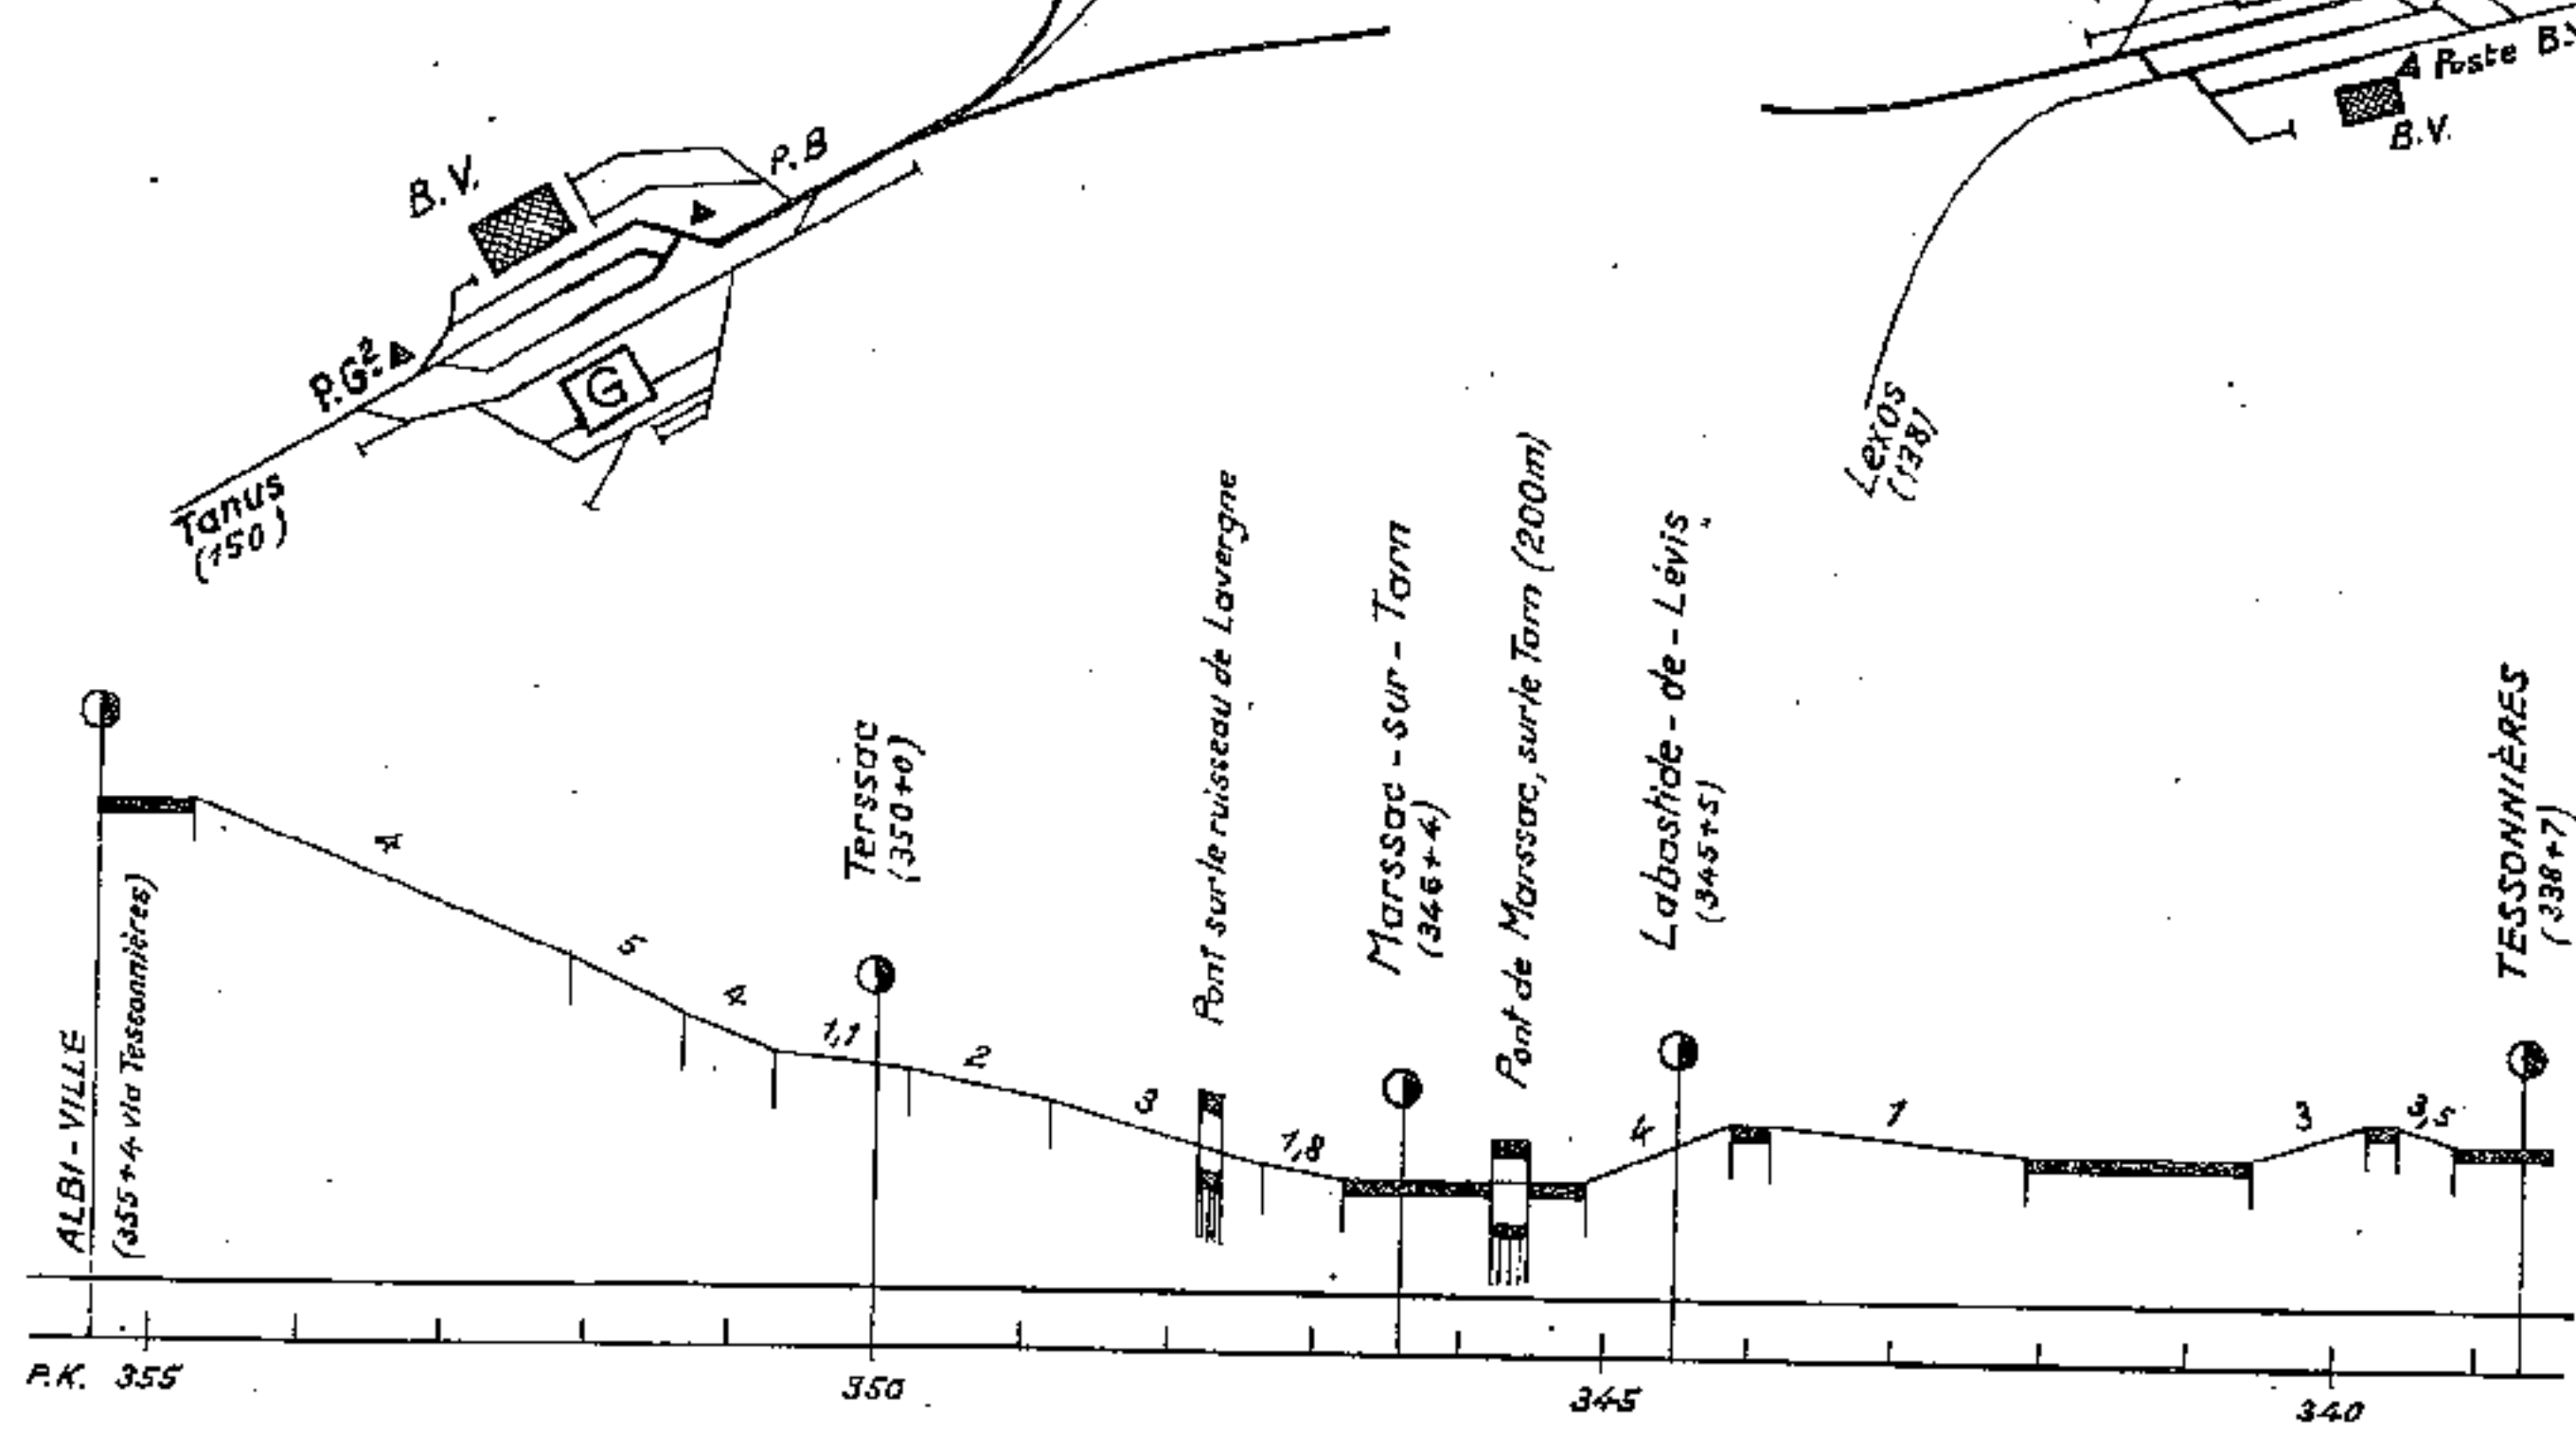 B.V.
P.B
Poste B.V
B.V.
P.G²
G
Tanus
(150)
Lexos
(138)
ALBI-VILLE
(355+4 via Tessonnières)
4
5
4
1,1
Terssac
(350+0)
2
3
Pont sur le ruisseau de Lavergne
1,8
Marssac-sur-Tarn
(346+4)
Pont de Marssac, sur le Tarn (200m)
4
Labastide-de-Lévis
(345+5)
1
3
3,5
TESSONNIÈRES
(338+7)
P.K. 355
350
345
340